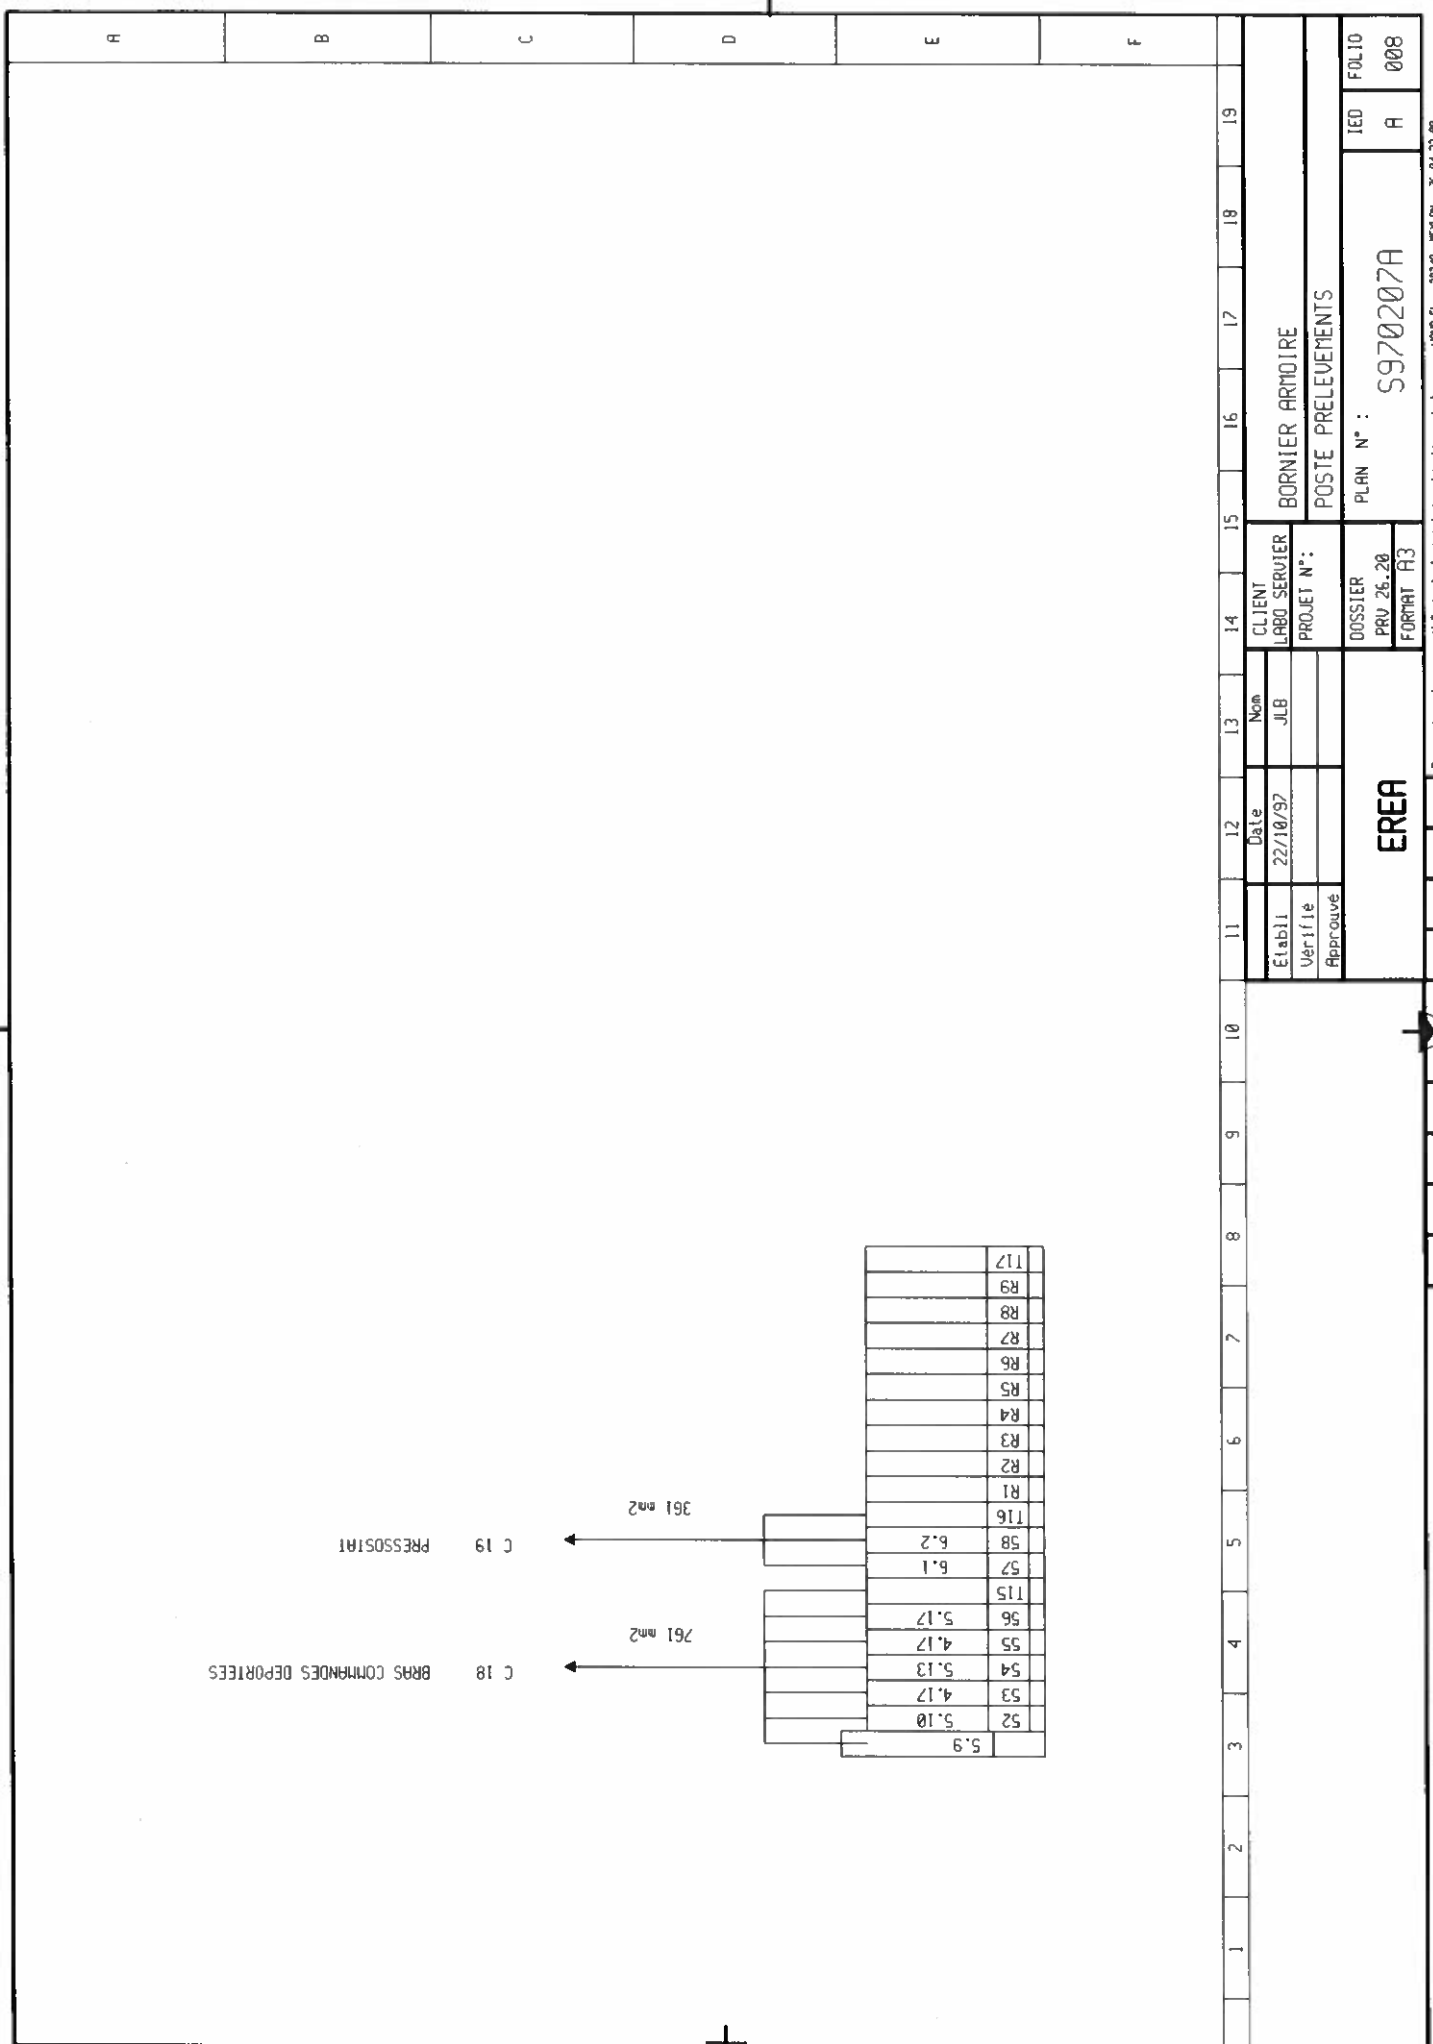 A
B
C
D
E
F
C 19 PRESSOSTAT
361 mm2
C 18 BRAS COMMANDES DEPORTEES
761 mm2
5.9
52 5.10
53 4.17
54 5.13
55 4.17
56 5.17
T15
57 6.1
58 6.2
T16
R1
R2
R3
R4
R5
R6
R7
R8
R9
T17
1 2 3 4 5 6 7 8 9 10 11 12 13 14 15 16 17 18 19
Date Nom
Etabli 22/10/97 JLB
Vérifié
Approuvé
EREA
CLIENT
LABO SERVIER
PROJET N°:
DOSSIER
PRV 26.20
FORMAT A3
BORNIER ARMOIRE
POSTE PRELEVEMENTS
PLAN N° :
S970207A
IED
A
FOLIO
008